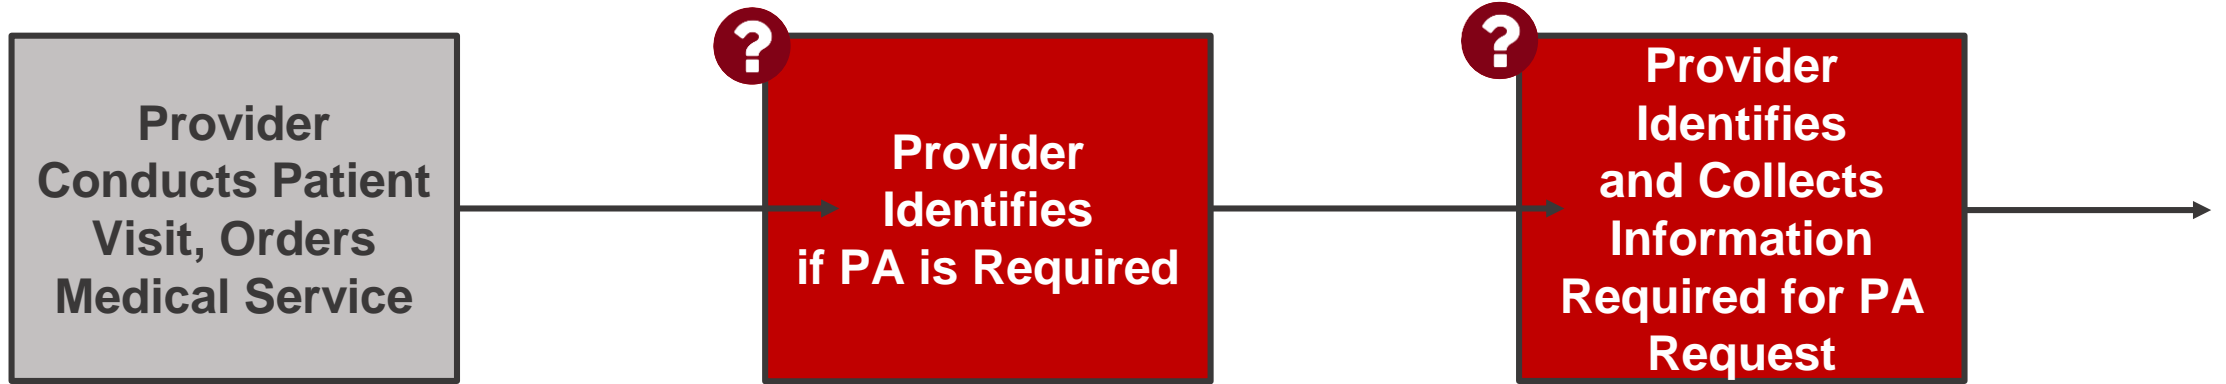 Provider
Conducts Patient
Visit, Orders
Medical Service
?
Provider
Identifies
if PA is Required
?
Provider
Identifies
and Collects
Information
Required for PA
Request